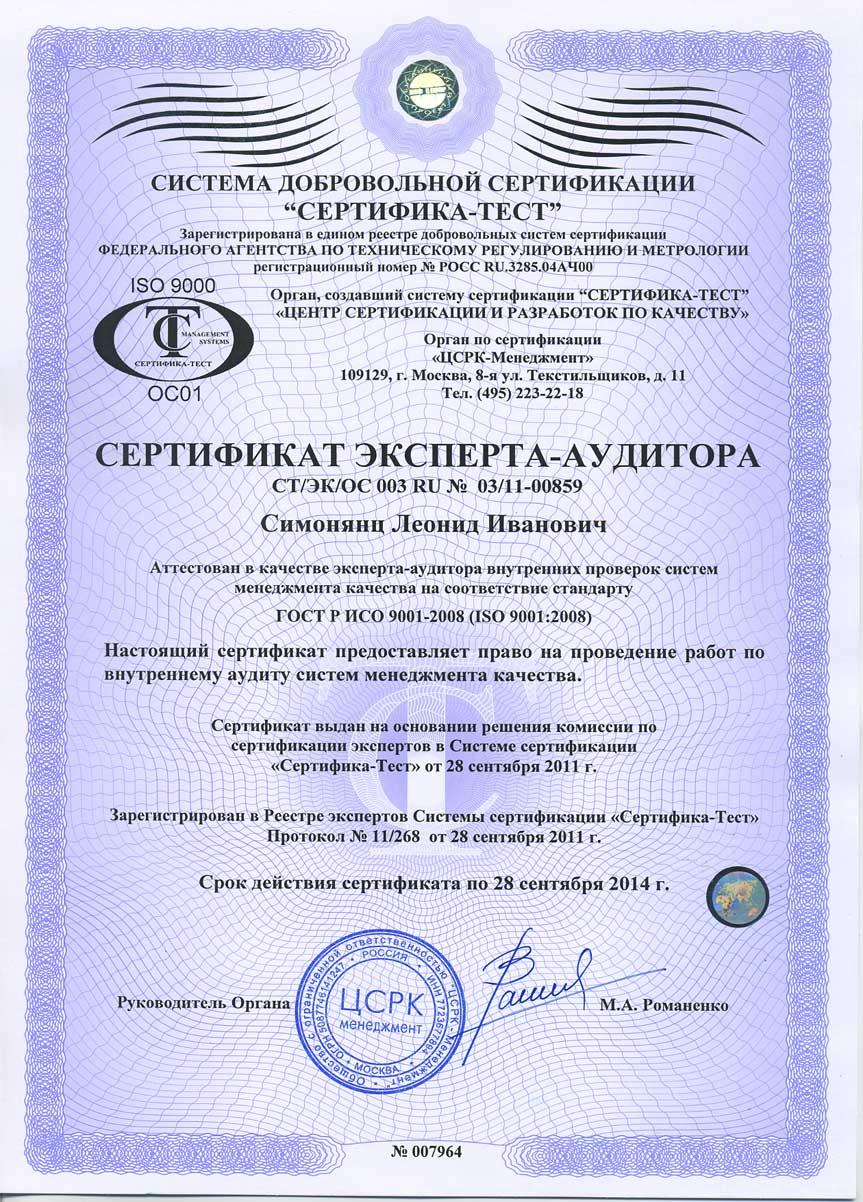 СИСТЕМА ДОБРОВОЛЬНОЙ СЕРТИФИКАЦИИ
“СЕРТИФИКА-ТЕСТ”
Зарегистрирована в едином реестре добровольных систем сертификации
ФЕДЕРАЛЬНОГО АГЕНТСТВА ПО ТЕХНИЧЕСКОМУ РЕГУЛИРОВАНИЮ И МЕТРОЛОГИИ
регистрационный номер № РОСС RU.3285.04АЧ00
ISO 9000
TC MANAGEMENT
SYSTEMS
СЕРТИФИКА-ТЕСТ
ОС01
Орган, создавший систему сертификации “СЕРТИФИКА-ТЕСТ”
«ЦЕНТР СЕРТИФИКАЦИИ И РАЗРАБОТОК ПО КАЧЕСТВУ»
Орган по сертификации
«ЦСРК-Менеджмент»
109129, г. Москва, 8-я ул. Текстильщиков, д. 11
Тел. (495) 223-22-18
СЕРТИФИКАТ ЭКСПЕРТА-АУДИТОРА
СТ/ЭК/ОС 003 RU № 03/11-00859
Симонянц Леонид Иванович
Аттестован в качестве эксперта-аудитора внутренних проверок систем
менеджмента качества на соответствие стандарту
ГОСТ Р ИСО 9001-2008 (ISO 9001:2008)
Настоящий сертификат предоставляет право на проведение работ по
внутреннему аудиту систем менеджмента качества.
Сертификат выдан на основании решения комиссии по
сертификации экспертов в Системе сертификации
«Сертифика-Тест» от 28 сентября 2011 г.
Зарегистрирован в Реестре экспертов Системы сертификации «Сертифика-Тест»
Протокол № 11/268 от 28 сентября 2011 г.
Срок действия сертификата по 28 сентября 2014 г.
Руководитель Органа
Общество с ограниченной ответственностью "ЦСРК-Менеджмент"
РОССИЯ
ИНН 7723677894
МОСКВА
ОГРН 5087746141247
ЦСРК
менеджмент
М.А. Романенко
№ 007964